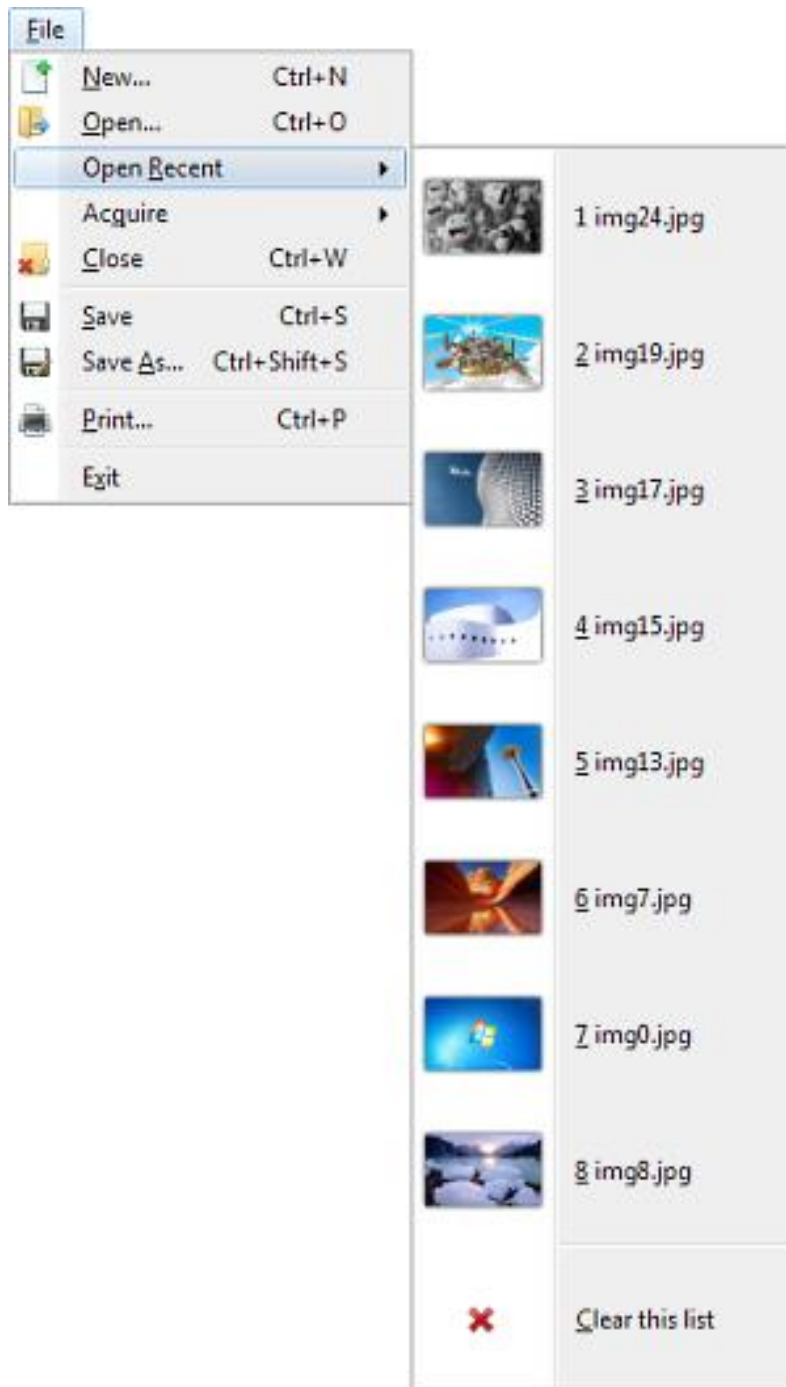 File
New... Ctrl+N
Open... Ctrl+O
Open Recent
Acquire
Close Ctrl+W
Save Ctrl+S
Save As... Ctrl+Shift+S
Print... Ctrl+P
Exit
1 img24.jpg
2 img19.jpg
3 img17.jpg
4 img15.jpg
5 img13.jpg
6 img7.jpg
7 img0.jpg
8 img8.jpg
Clear this list